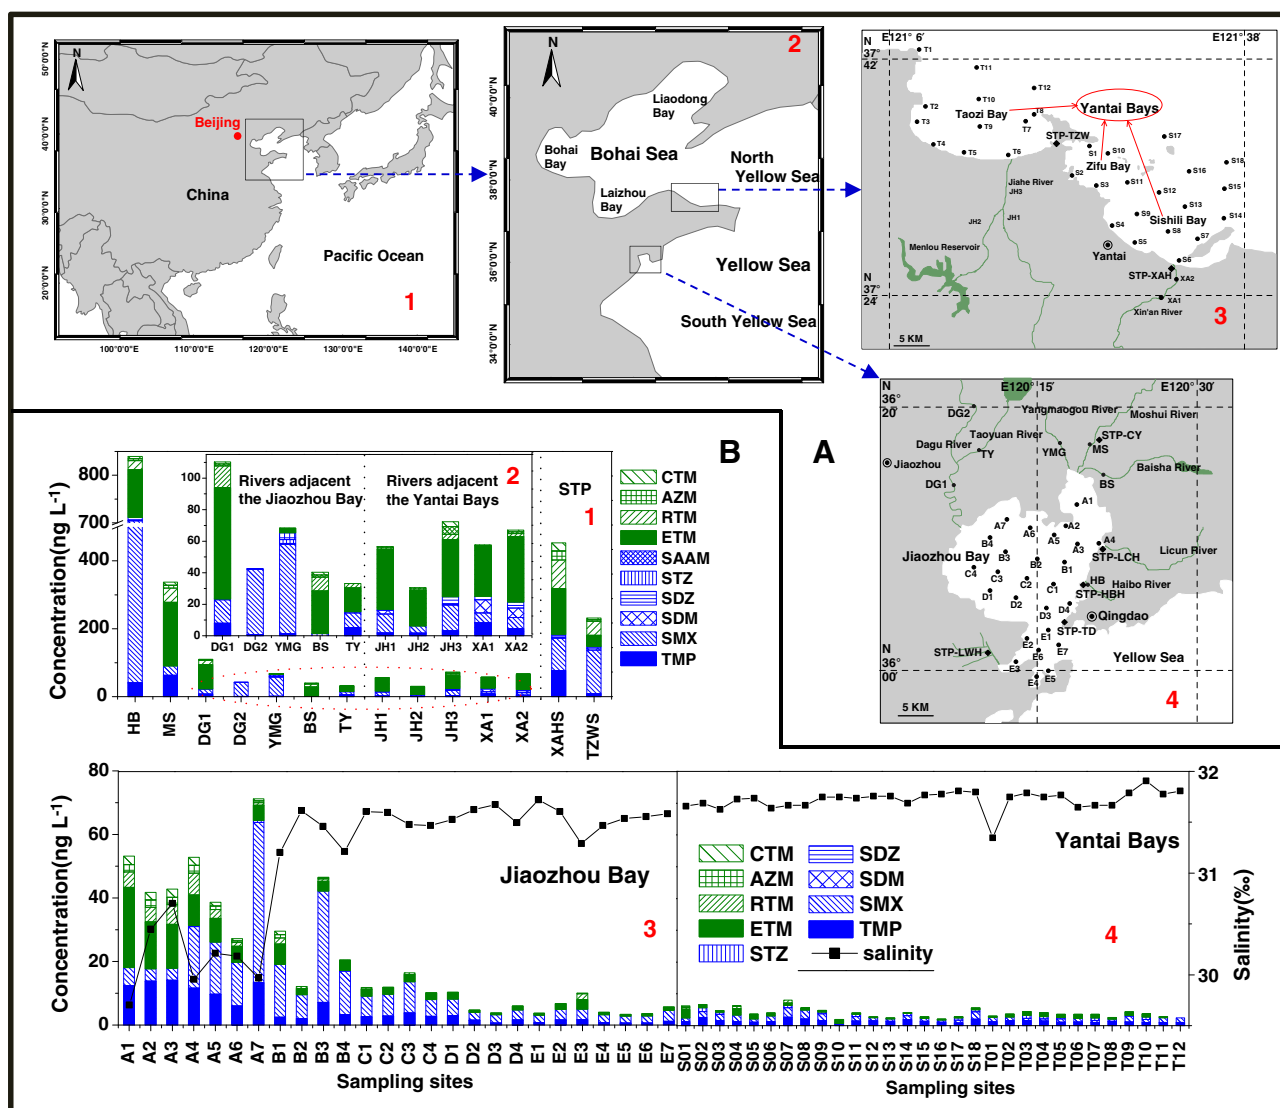 N
50°0'0"N
40°0'0"N
30°0'0"N
20°0'0"N
Beijing
China
Pacific Ocean
1
100°0'0"E
110°0'0"E
120°0'0"E
130°0'0"E
140°0'0"E
N
2
40°0'0"N
38°0'0"N
36°0'0"N
34°0'0"N
Liaodong
Bay
Bohai
Bay
Bohai Sea
Laizhou
Bay
North
Yellow Sea
Yellow Sea
South Yellow Sea
E121° 6'
E121° 38'
N
37°
42'
T1
T11
T12
T10
T2
Taozi Bay
T8
Yantai Bays
T3
T9
T7
STP-TZW
S17
T4
T5
T6
S1
S10
S18
Zifu Bay
S2
S16
Jiahe River
JH3
S3
S11
S12
S15
JH2
JH1
S9
S13
S14
Sishili Bay
S4
S8
S7
Menlou Reservoir
Yantai
S5
S6
STP-XAH
XA2
N
37°
24'
XA1
Xin'an River
3
5 KM
E120° 15'
E120° 30'
N
36°
20'
DG2
Yangmaogou River
Moshui River
Taoyuan River
STP-CY
Dagu River
TY
YMG
MS
Jiaozhou
Baisha River
DG1
BS
A1
A7
A6
A2
A5
B4
A3
A4
Licun River
Jiaozhou Bay
B3
STP-LCH
B2
B1
C4
C3
C2
C1
HB
Haibo River
STP-HBH
D1
D2
D3
D4
Qingdao
STP-TD
E1
E2
STP-LWH
E6
E7
Yellow Sea
E3
E5
E4
N
36°
00'
5 KM
4
A
B
Concentration(ng L-1)
800
700
400
200
0
100
80
60
40
20
0
Rivers adjacent
the Jiaozhou Bay
Rivers adjacent
the Yantai Bays
2
STP
1
DG1
DG2
YMG
BS
TY
JH1
JH2
JH3
XA1
XA2
CTM
AZM
RTM
ETM
SAAM
STZ
SDZ
SDM
SMX
TMP
HB
MS
DG1
DG2
YMG
BS
TY
JH1
JH2
JH3
XA1
XA2
XAHS
TZWS
Concentration(ng L-1)
80
60
40
20
0
Jiaozhou Bay
3
Yantai Bays
4
CTM
AZM
RTM
ETM
STZ
SDZ
SDM
SMX
TMP
salinity
32
31
30
Salinity(‰)
A1
A2
A3
A4
A5
A6
A7
B1
B2
B3
B4
C1
C2
C3
C4
D1
D2
D3
D4
E1
E2
E3
E4
E5
E6
E7
S01
S02
S03
S04
S05
S06
S07
S08
S09
S10
S11
S12
S13
S14
S15
S16
S17
S18
T01
T02
T03
T04
T05
T06
T07
T08
T09
T10
T11
T12
Sampling sites
Sampling sites